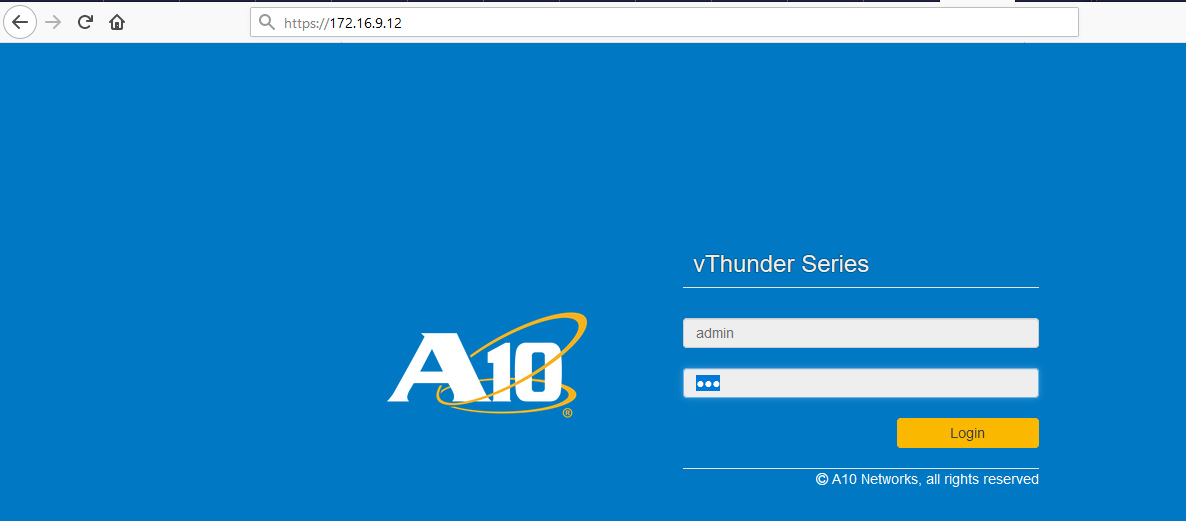 https://172.16.9.12
vThunder Series
admin
A10
®
•••
Login
© A10 Networks, all rights reserved